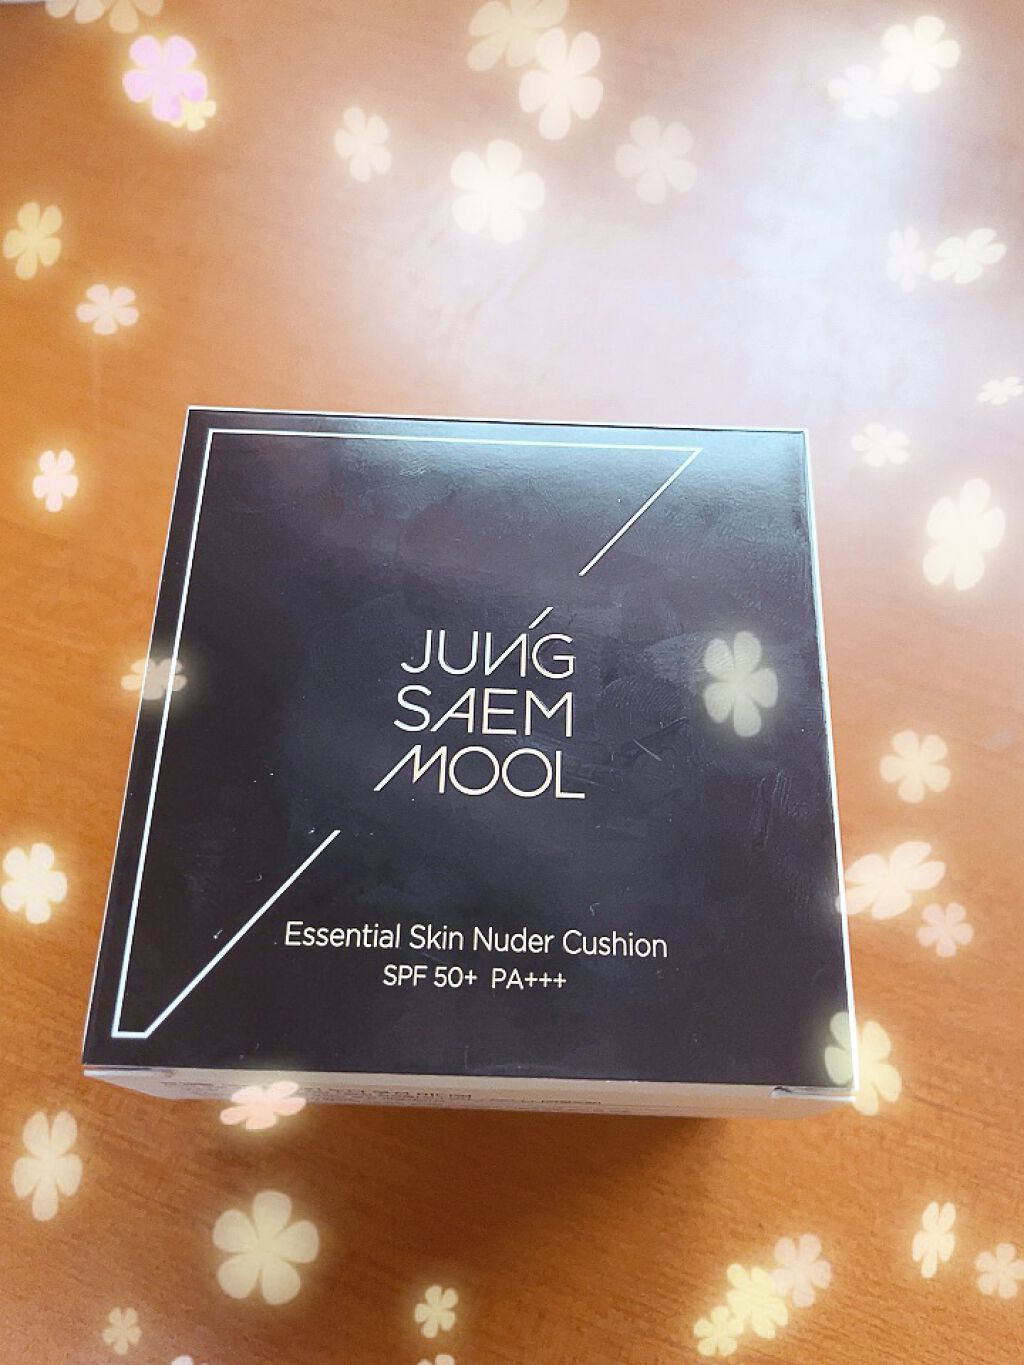 JUNG
SAEM
MOOL
Essential Skin Nuder Cushion
SPF 50+ PA+++